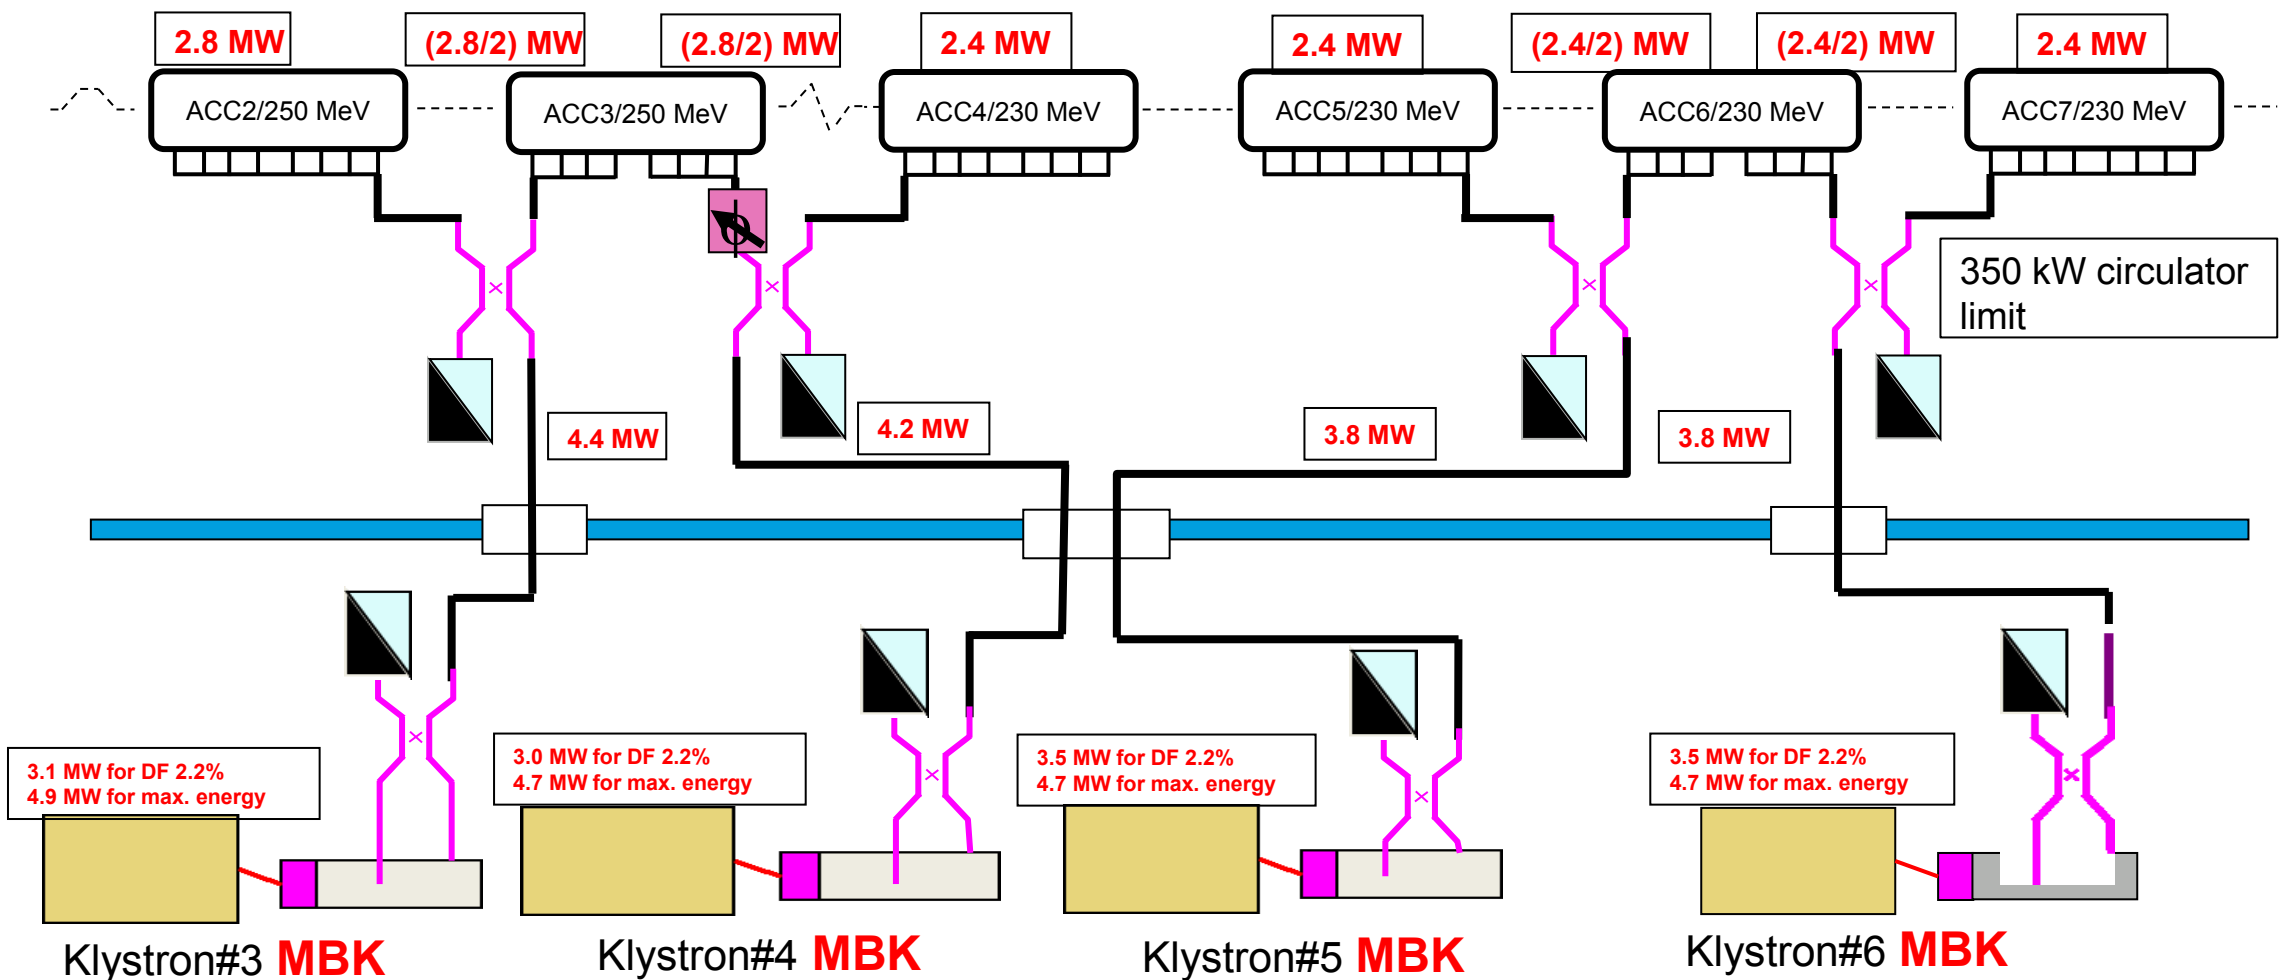 2.8 MW
(2.8/2) MW
(2.8/2) MW
2.4 MW
2.4 MW
(2.4/2) MW
(2.4/2) MW
2.4 MW
ACC2/250 MeV
ACC3/250 MeV
ACC4/230 MeV
ACC5/230 MeV
ACC6/230 MeV
ACC7/230 MeV
ϕ
350 kW circulator
limit
4.4 MW
4.2 MW
3.8 MW
3.8 MW
3.1 MW for DF 2.2%
4.9 MW for max. energy
3.0 MW for DF 2.2%
4.7 MW for max. energy
3.5 MW for DF 2.2%
4.7 MW for max. energy
3.5 MW for DF 2.2%
4.7 MW for max. energy
Klystron#3 MBK
Klystron#4 MBK
Klystron#5 MBK
Klystron#6 MBK